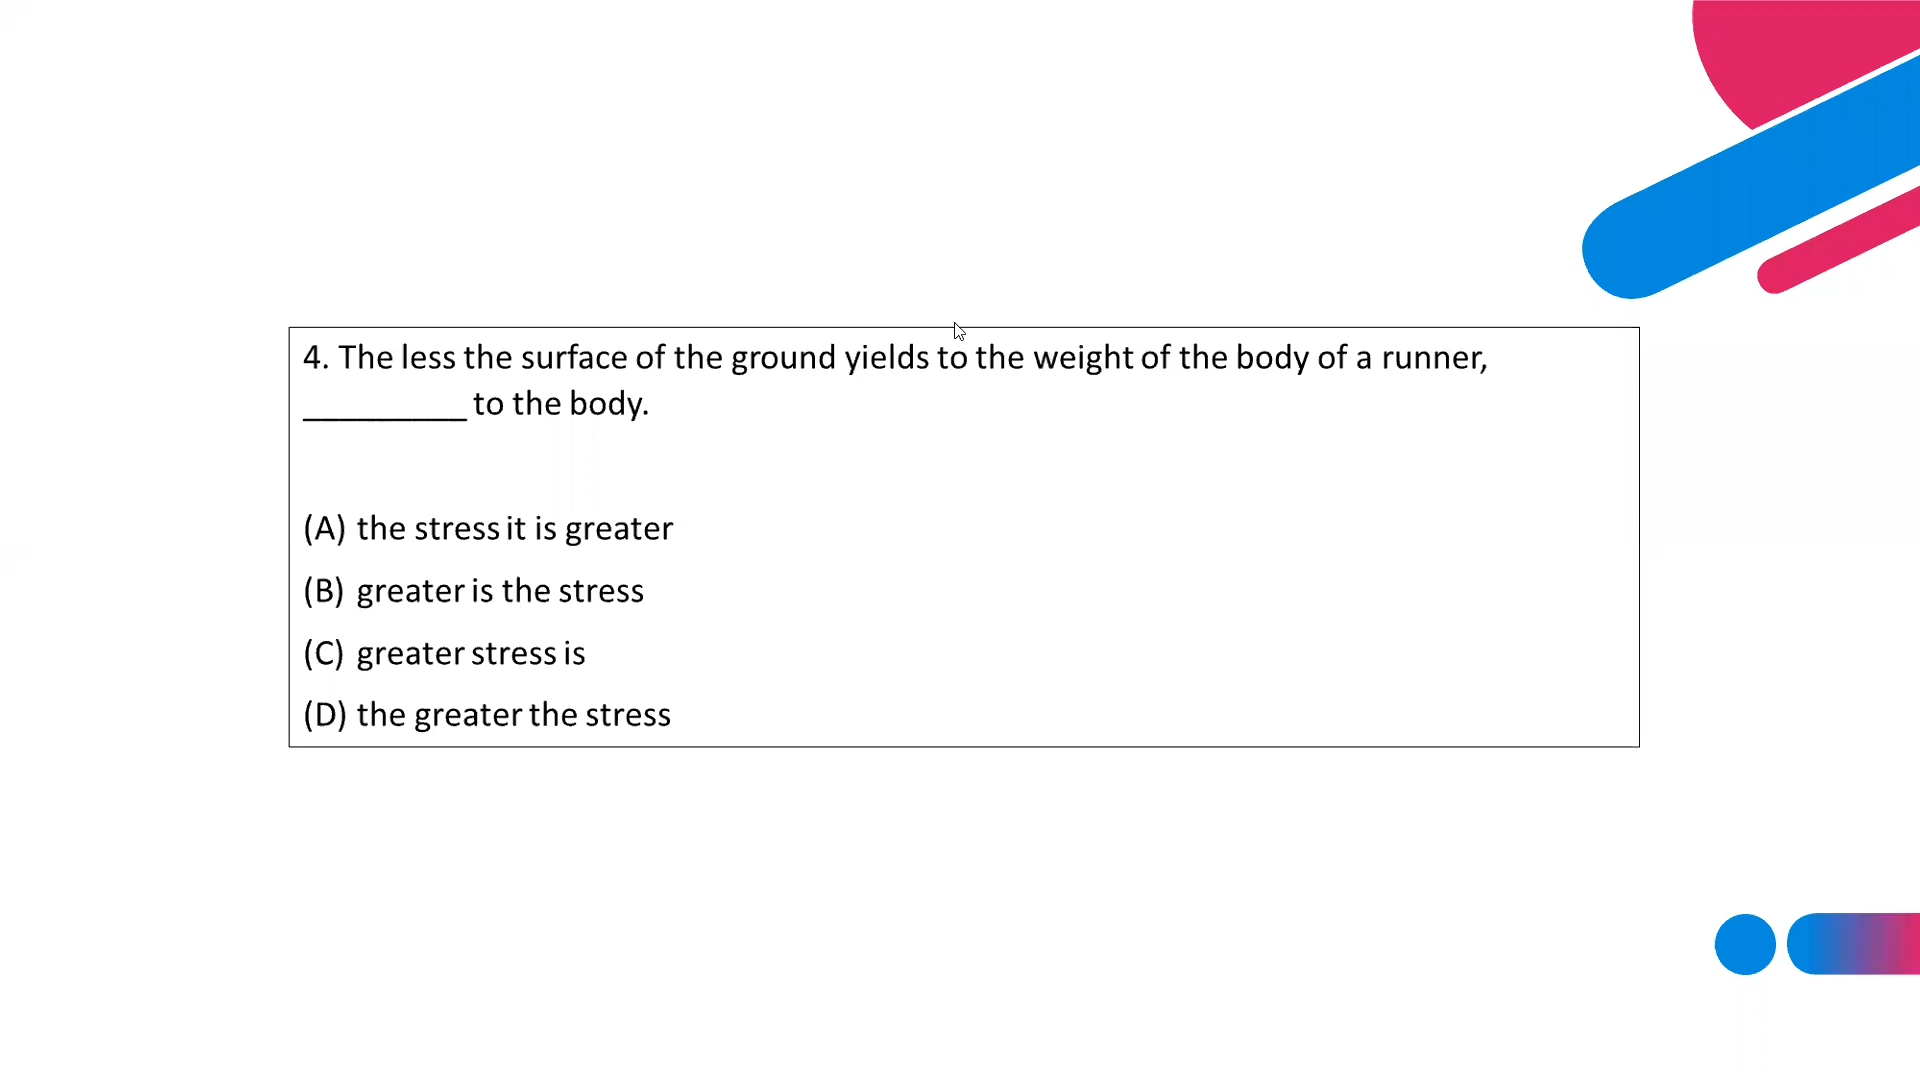 4. The less the surface of the ground yields to the weight of the body of a runner,
_________ to the body.
(A) the stress it is greater
(B) greater is the stress
(C) greater stress is
(D) the greater the stress